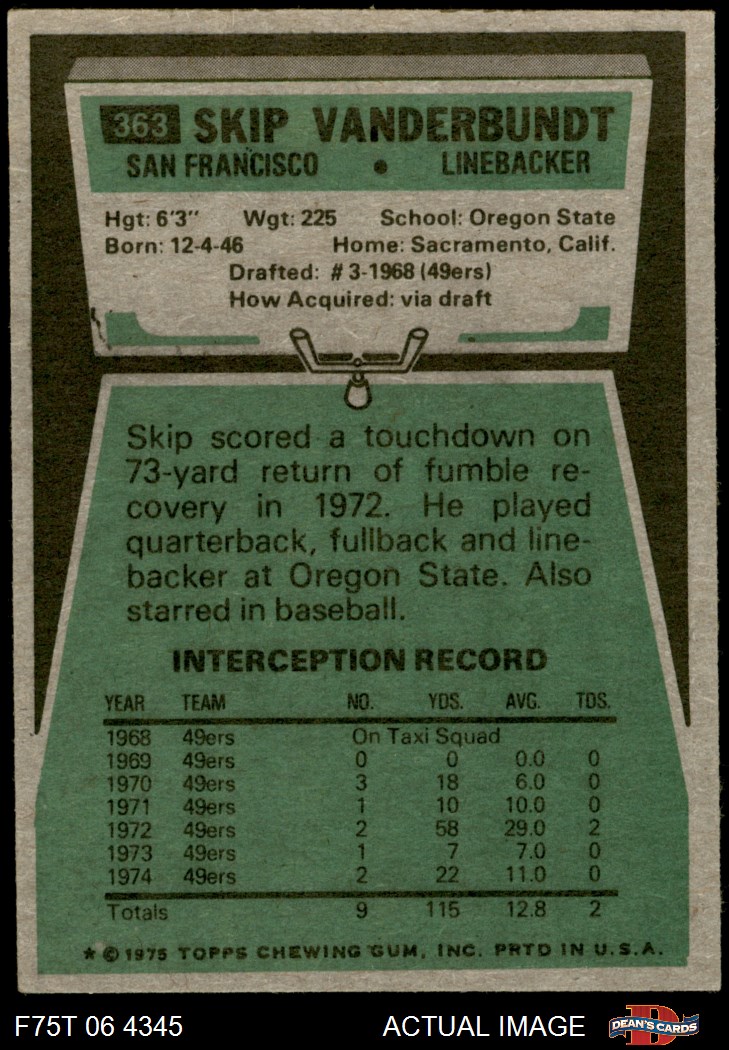 363 SKIP VANDERBUNDT
SAN FRANCISCO • LINEBACKER
Hgt: 6'3" Wgt: 225 School: Oregon State
Born: 12-4-46 Home: Sacramento, Calif.
Drafted: # 3-1968 (49ers)
How Acquired: via draft
Skip scored a touchdown on
73-yard return of fumble re-
covery in 1972. He played
quarterback, fullback and line-
backer at Oregon State. Also
starred in baseball.
INTERCEPTION RECORD
YEAR TEAM NO. YDS. AVG. TDS.
1968 49ers On Taxi Squad
1969 49ers 0 0 0.0 0
1970 49ers 3 18 6.0 0
1971 49ers 1 10 10.0 0
1972 49ers 2 58 29.0 2
1973 49ers 1 7 7.0 0
1974 49ers 2 22 11.0 0
Totals 9 115 12.8 2
★ © 1975 TOPPS CHEWING GUM, INC. PRTD IN U.S.A.
F75T 06 4345 ACTUAL IMAGE D DEAN'S CARDS